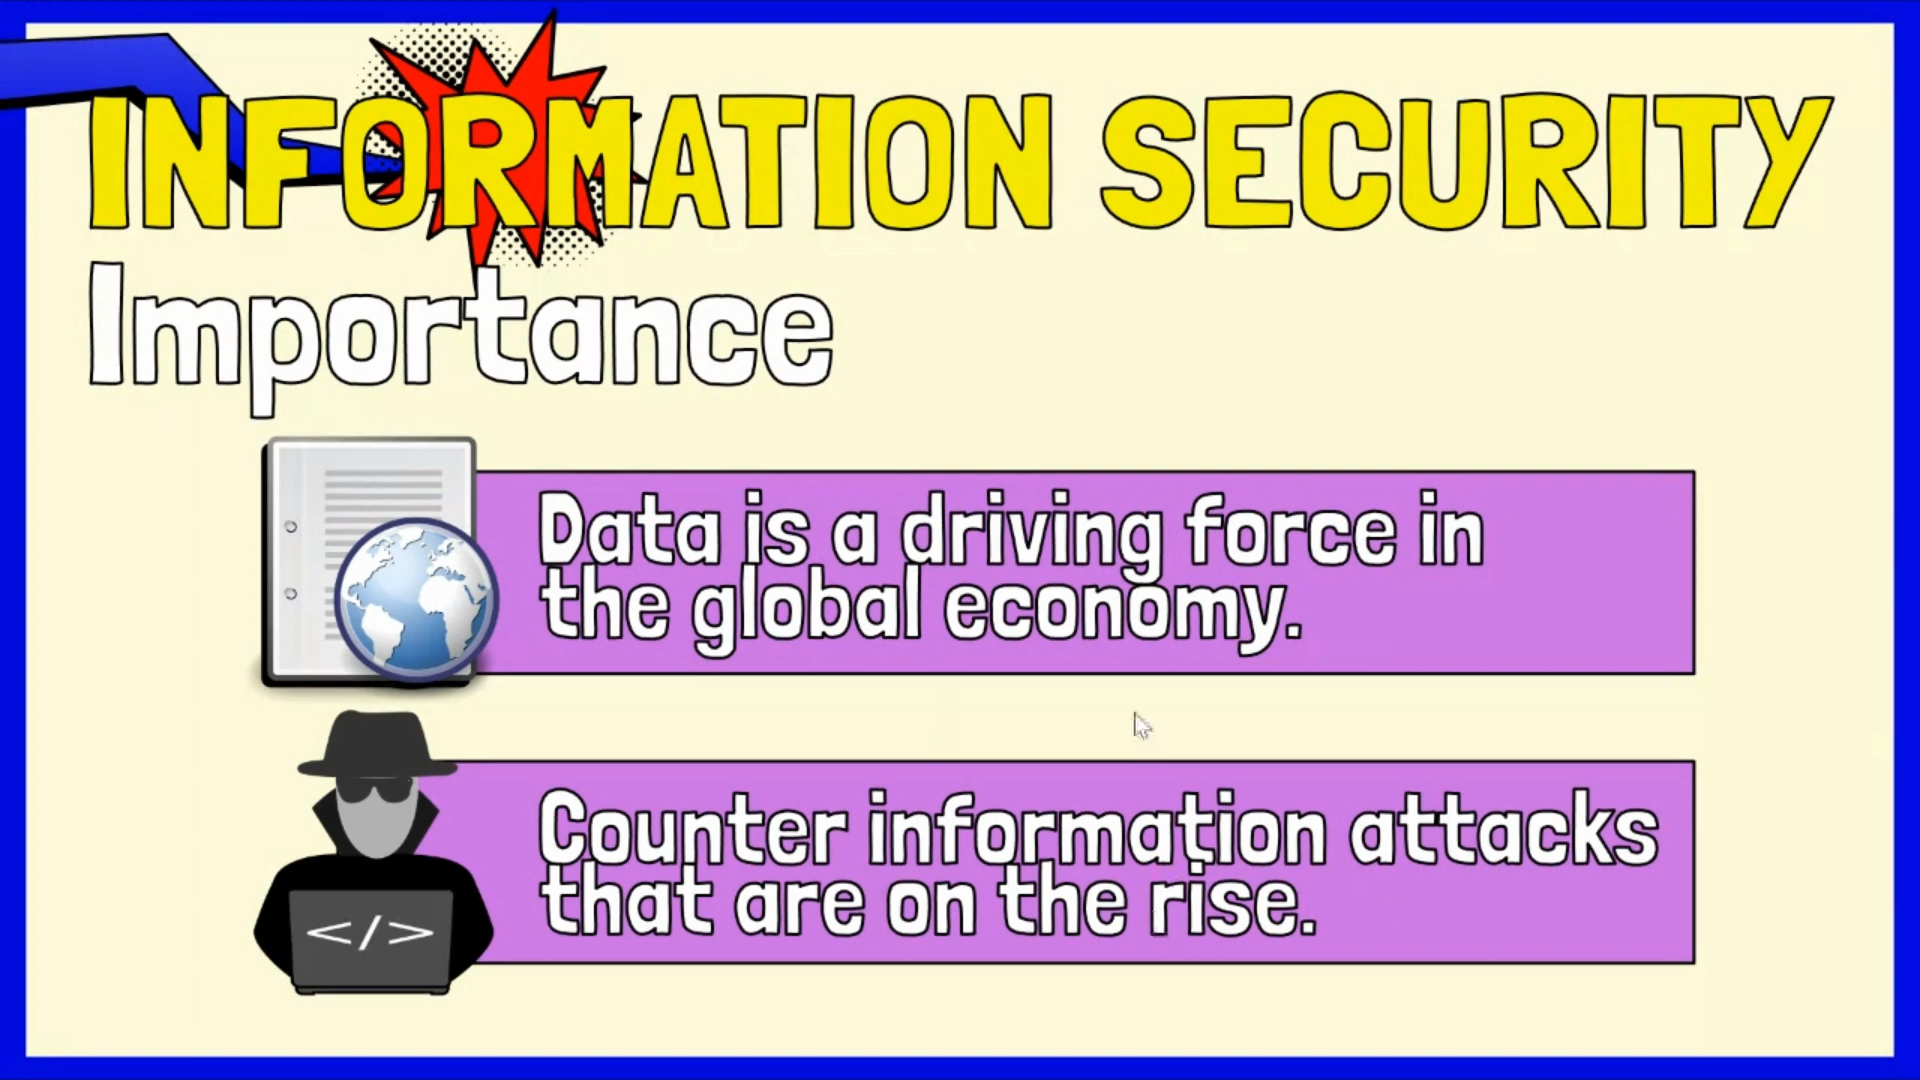 INFORMATION SECURITY
Importance
Data is a driving force in
the global economy.
Counter information attacks
that are on the rise.
</>